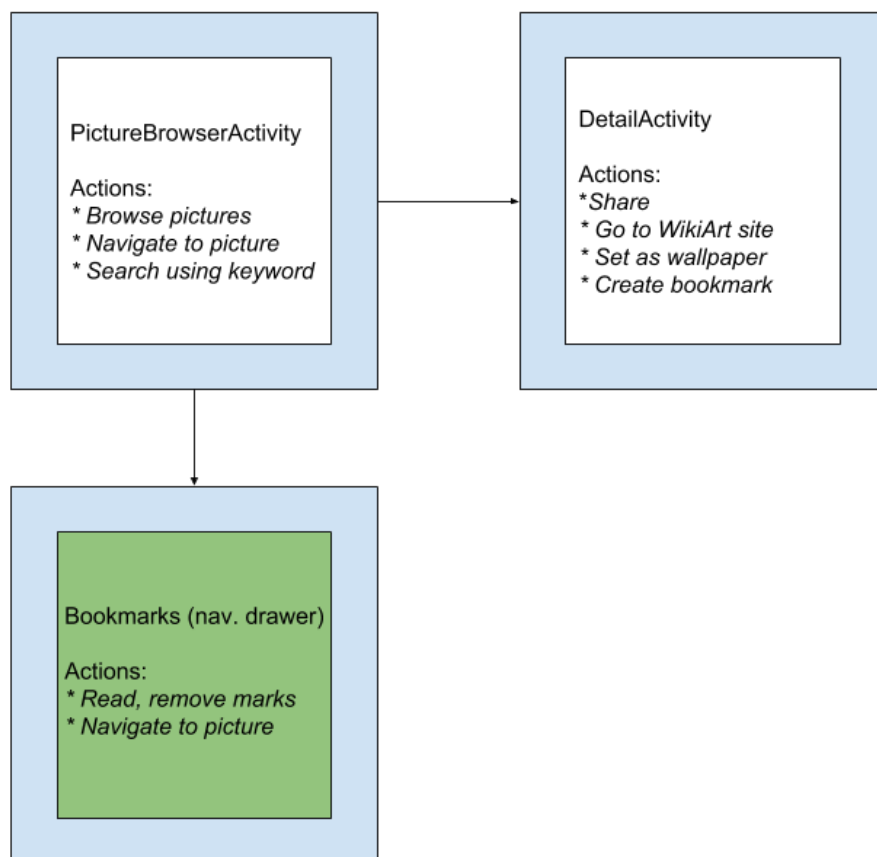 PictureBrowserActivity
Actions:
* Browse pictures
* Navigate to picture
* Search using keyword
DetailActivity
Actions:
*Share
* Go to WikiArt site
* Set as wallpaper
* Create bookmark
Bookmarks (nav. drawer)
Actions:
* Read, remove marks
* Navigate to picture